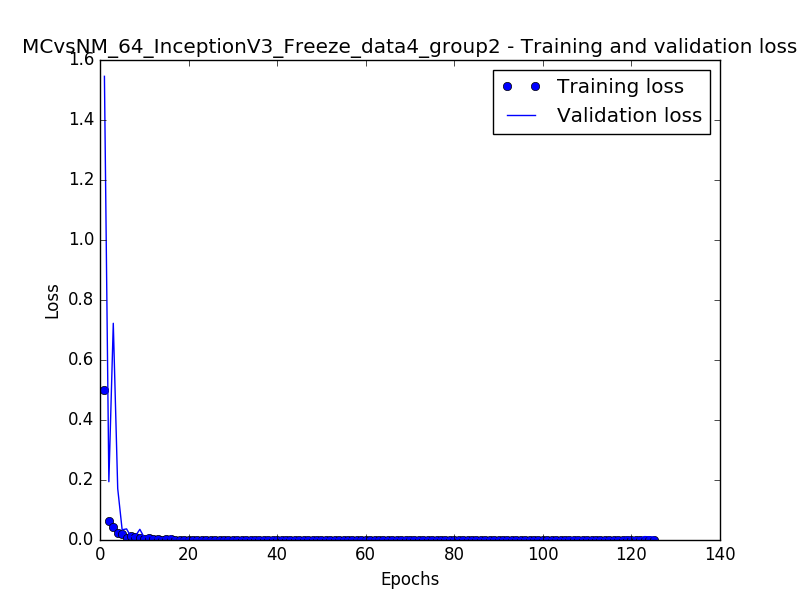 MCvsNM_64_InceptionV3_Freeze_data4_group2 - Training and validation loss
1.6
Training loss
Validation loss
1.4
1.2
1.0
Loss
0.8
0.6
0.4
0.2
0.0
0 20 40 60 80 100 120 140
Epochs